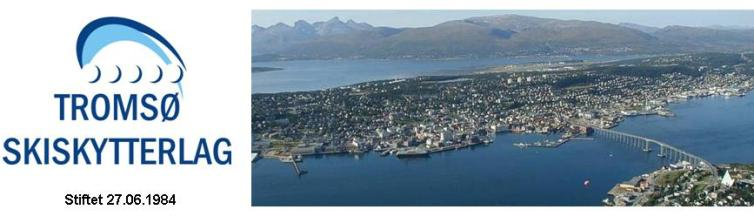 TROMSØ
SKISKYTTERLAG
Stiftet 27.06.1984